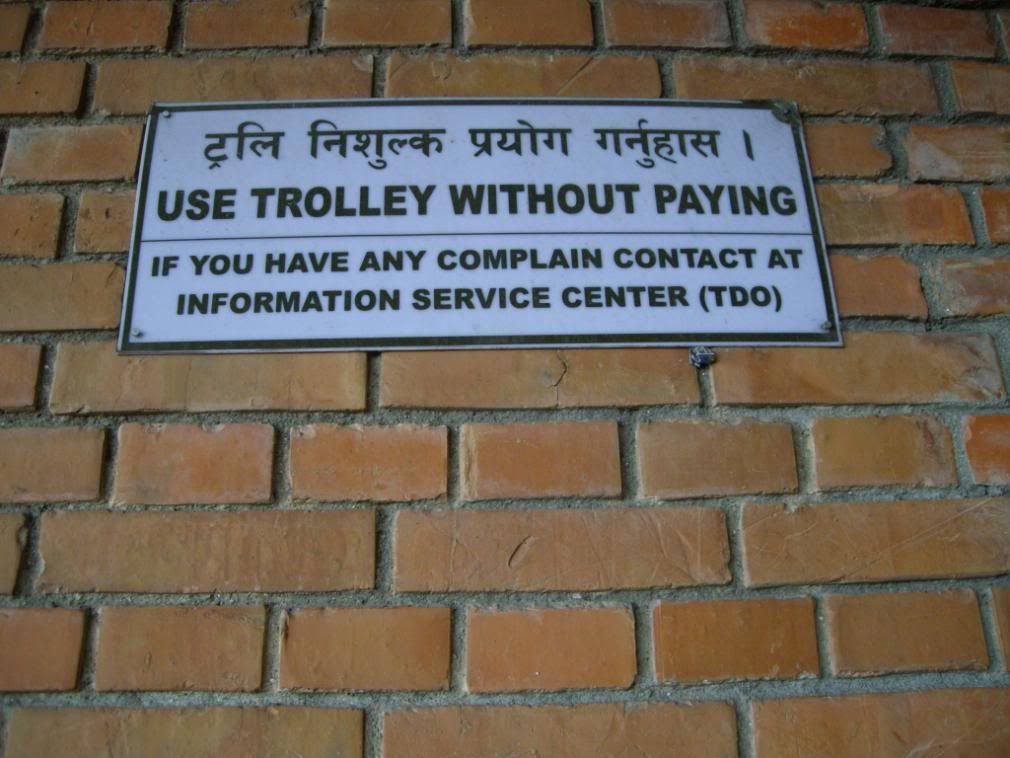 ट्रलि निशुल्क प्रयोग गर्नुहास ।
USE TROLLEY WITHOUT PAYING
IF YOU HAVE ANY COMPLAIN CONTACT AT
INFORMATION SERVICE CENTER (TDO)